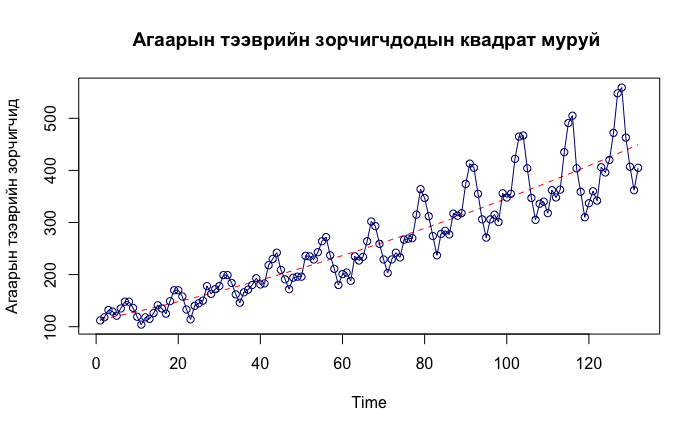 Агаарын тээврийн зорчигчдодын квадрат муруй
Агаарын тээврийн зорчигчид
500
400
300
200
100
0 20 40 60 80 100 120
Time